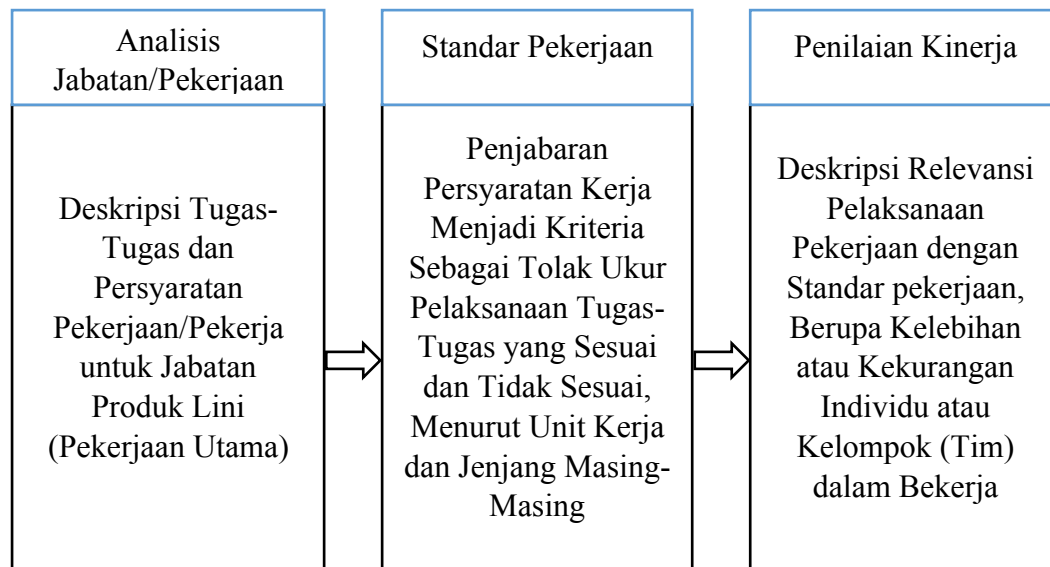 Analisis
Jabatan/Pekerjaan
Deskripsi Tugas-
Tugas dan
Persyaratan
Pekerjaan/Pekerja
untuk Jabatan
Produk Lini
(Pekerjaan Utama)
Standar Pekerjaan
Penjabaran
Persyaratan Kerja
Menjadi Kriteria
Sebagai Tolak Ukur
Pelaksanaan Tugas-
Tugas yang Sesuai
dan Tidak Sesuai,
Menurut Unit Kerja
dan Jenjang Masing-
Masing
Penilaian Kinerja
Deskripsi Relevansi
Pelaksanaan
Pekerjaan dengan
Standar pekerjaan,
Berupa Kelebihan
atau Kekurangan
Individu atau
Kelompok (Tim)
dalam Bekerja